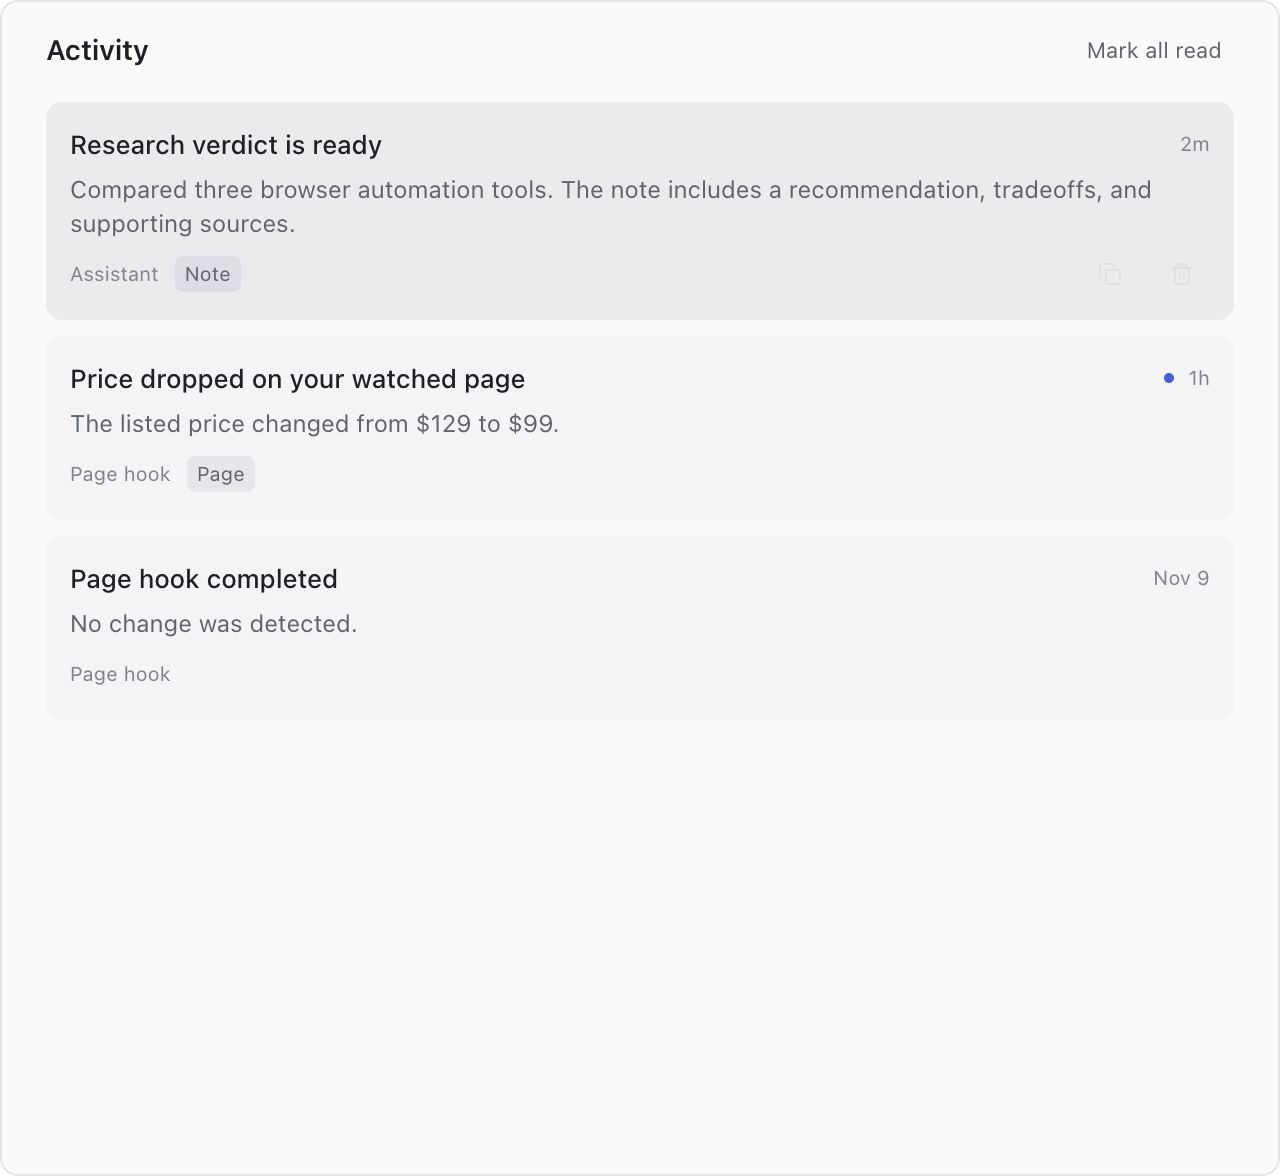 Activity
Mark all read
Research verdict is ready
2m
Compared three browser automation tools. The note includes a recommendation, tradeoffs, and
supporting sources.
Assistant
Note
Price dropped on your watched page
1h
The listed price changed from $129 to $99.
Page hook
Page
Page hook completed
Nov 9
No change was detected.
Page hook